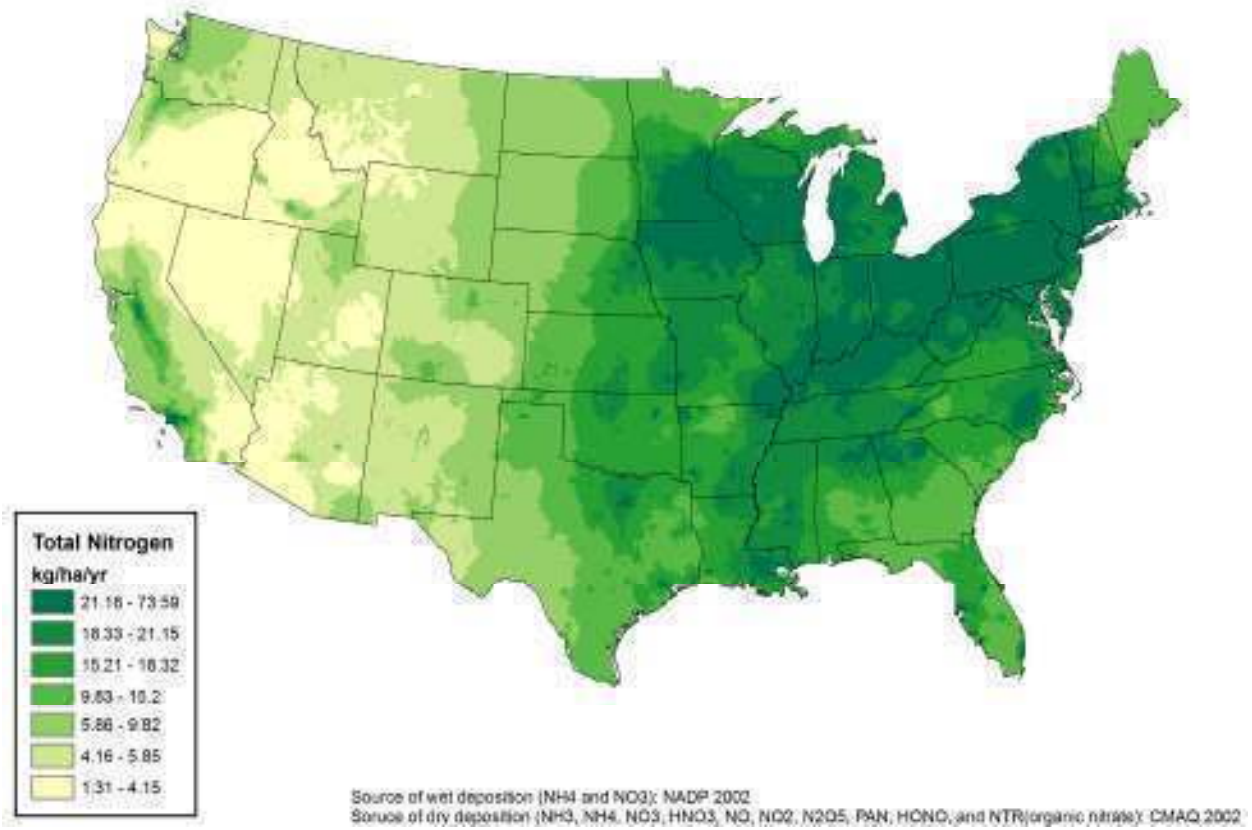 Total Nitrogen
kg/ha/yr
21.16 - 73.59
18.33 - 21.15
15.21 - 18.32
9.83 - 15.2
5.86 - 9.82
4.16 - 5.85
1.31 - 4.15
Source of wet deposition (NH4 and NO3): NADP 2002
Soruce of dry deposition (NH3, NH4, NO3, HNO3, NO, NO2, N2O5, PAN, HONO, and NTR(organic nitrate): CMAQ 2002